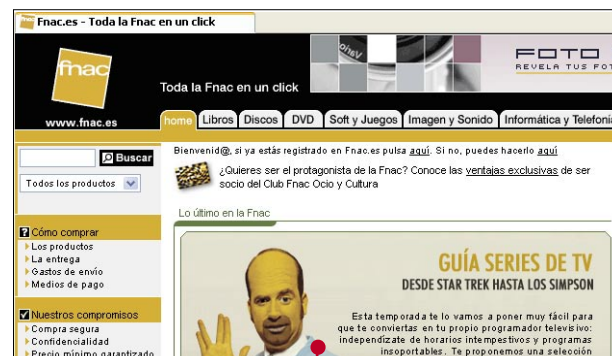 Fnac.es - Toda la Fnac en un click
fnac
www.fnac.es
Toda la Fnac en un click
FOTO
REVELA TUS FOT
home Libros Discos DVD Soft y Juegos Imagen y Sonido Informática y Telefonía
Buscar
Todos los productos
Bienvenid@, si ya estás registrado en Fnac.es pulsa aquí. Si no, puedes hacerlo aquí
¿Quieres ser el protagonista de la Fnac? Conoce las ventajas exclusivas de ser
socio del Club Fnac Ocio y Cultura
Lo último en la Fnac
Cómo comprar
Los productos
La entrega
Gastos de envío
Medios de pago
Nuestros compromisos
Compra segura
Confidencialidad
Precio mínimo garantizado
GUÍA SERIES DE TV
DESDE STAR TREK HASTA LOS SIMPSON
Esta temporada te lo vamos a poner muy fácil para
que te conviertas en tu propio programador televisivo:
independízate de horarios intempestivos y programas
insoportables. Te proponemos una selección